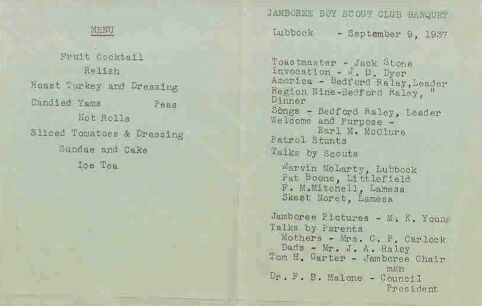 MENU
Fruit Cocktail
Relish
Roast Turkey and Dressing
Candied Yams Peas
Hot Rolls
Sliced Tomatoes & Dressing
Sundae and Cake
Ice Tea
JAMBOREE BOY SCOUT CLUB BANQUET
Lubbock - September 9, 1937
Toastmaster - Jack Stone
Invocation - J. D. Dyer
America - Bedford Raley,Leader
Region Nine-Bedford Raley, "
Dinner
Songs - Bedford Raley, Leader
Welcome and Purpose -
Earl M. McClure
Patrol Stunts
Talks by Scouts
Marvin McLarty, Lubbock
Pat Boone, Littlefield
F. M.Mitchell, Lamesa
Skeet Noret, Lamesa
Jamboree Pictures - M. K. Young
Talks by Parents
Mothers - Mrs. C. P. Carlock
Dads - Mr. J. A. Raley
Tom H. Carter - Jamboree Chair
man
Dr. F. B. Malone - Council
President